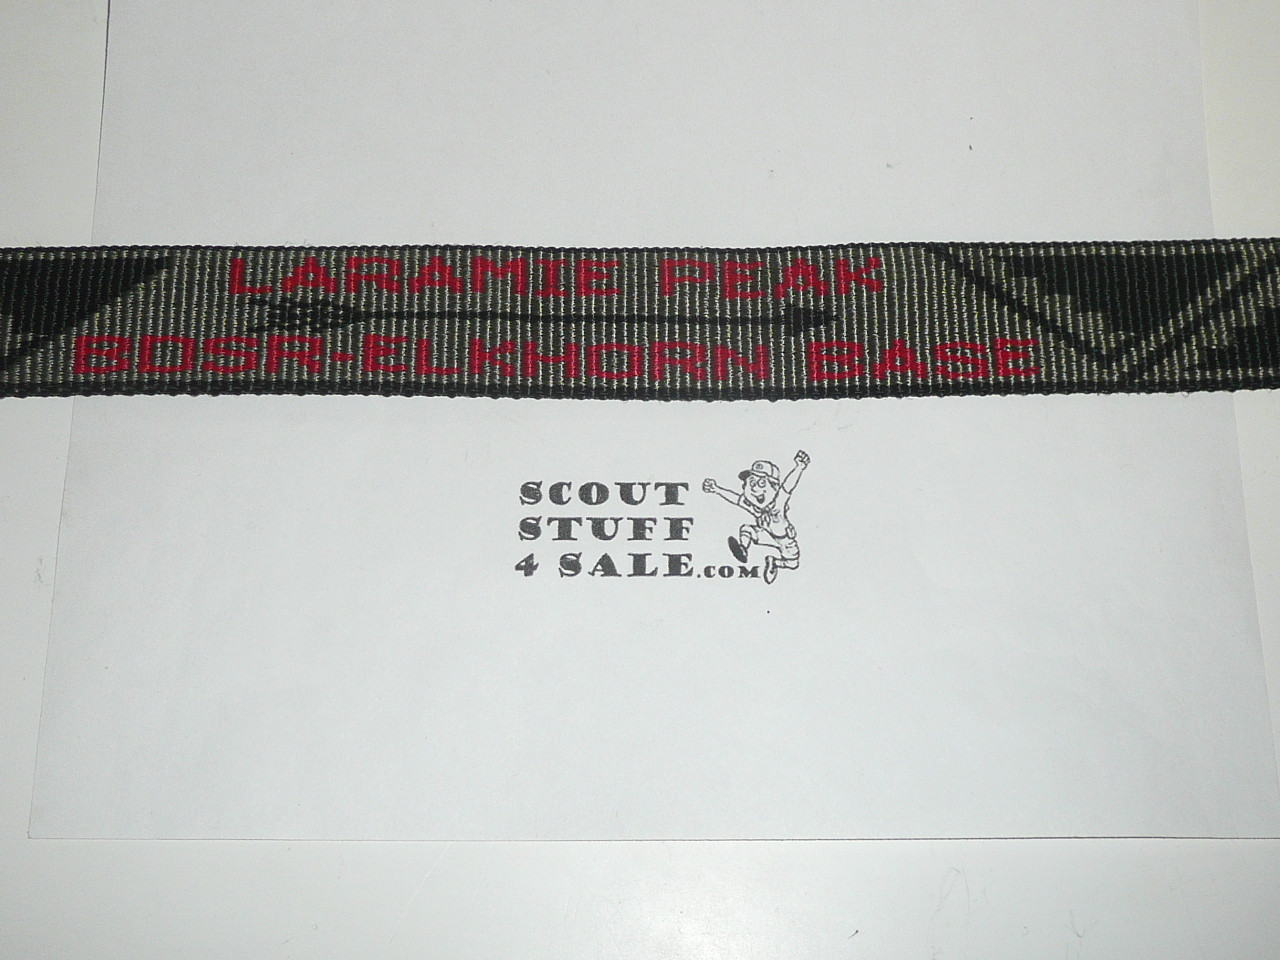 LARAMIE PEAK
BDSR-ELKHORN BASE
SCOUT
STUFF
4 SALE.COM